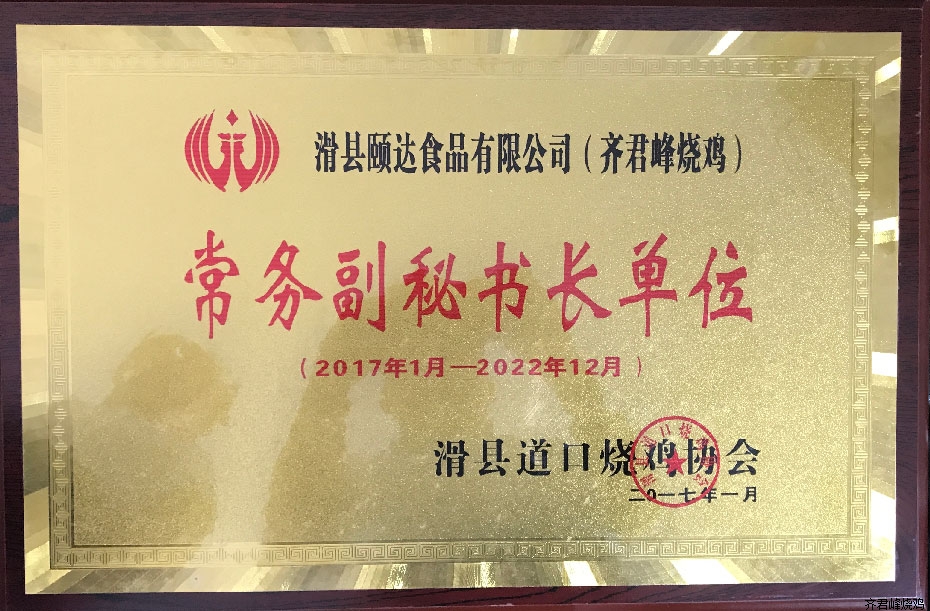 滑县颐达食品有限公司（齐君峰烧鸡）
常务副秘书长单位
（2017年1月—2022年12月）
滑县道口烧鸡协会
二〇一七年一月
齐君峰烧鸡